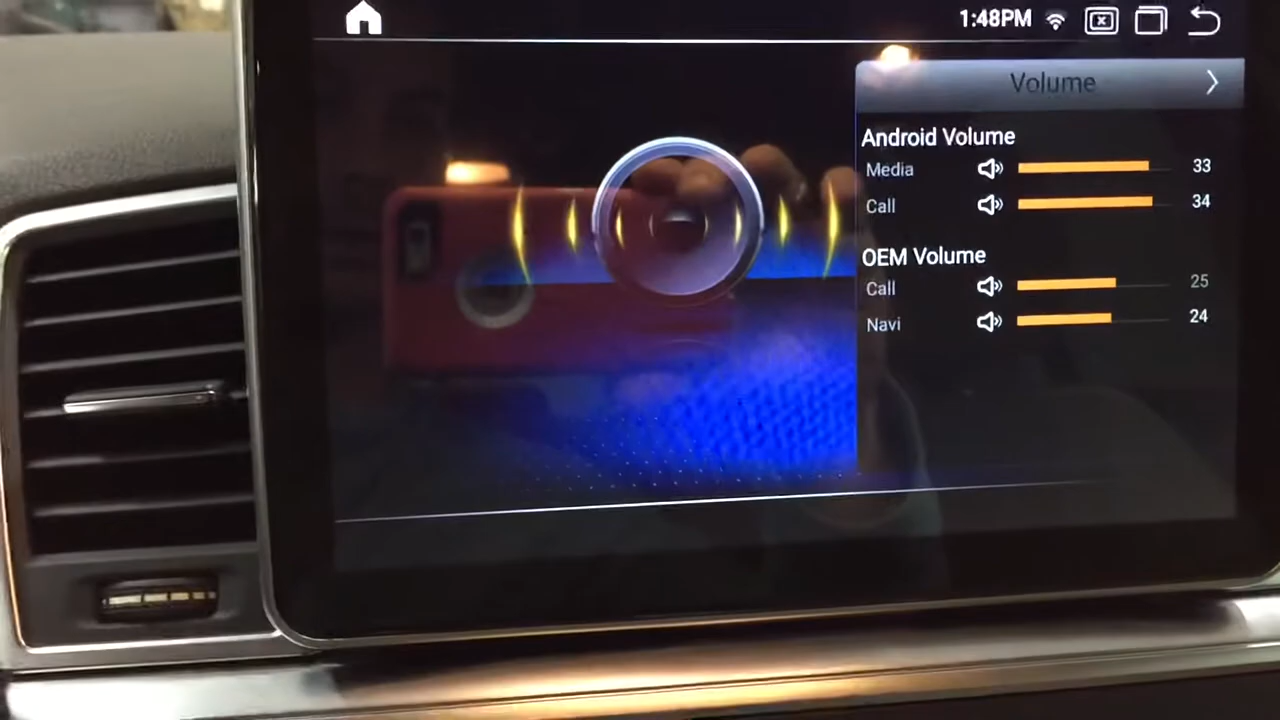 1:48PM
Volume
Android Volume
Media 33
Call 34
OEM Volume
Call 25
Navi 24